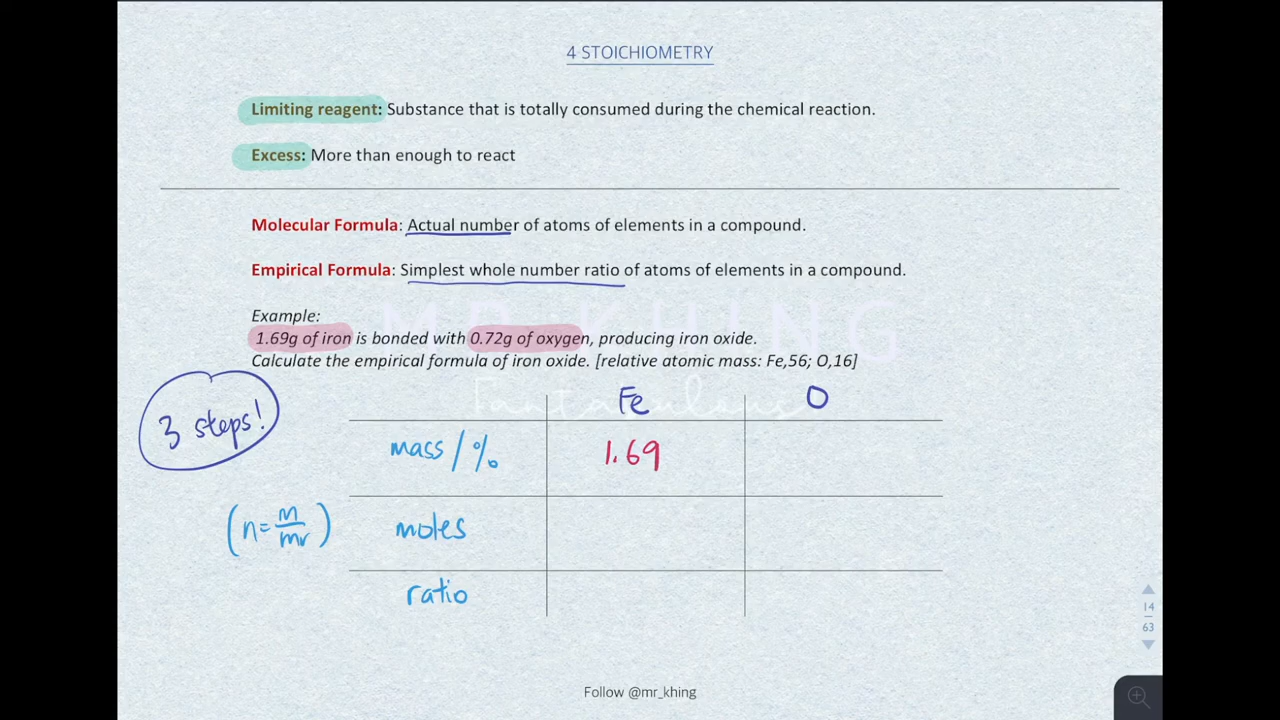 4 STOICHIOMETRY
Limiting reagent: Substance that is totally consumed during the chemical reaction.
Excess: More than enough to react
Molecular Formula: Actual number of atoms of elements in a compound.
Empirical Formula: Simplest whole number ratio of atoms of elements in a compound.
MR KHING
Example:
1.69g of iron is bonded with 0.72g of oxygen, producing iron oxide.
Calculate the empirical formula of iron oxide. [relative atomic mass: Fe,56; O,16]
3 steps!
Fe O
mass / % 1.69
(n = m/mr) moles
ratio
14
63
Follow @mr_khing